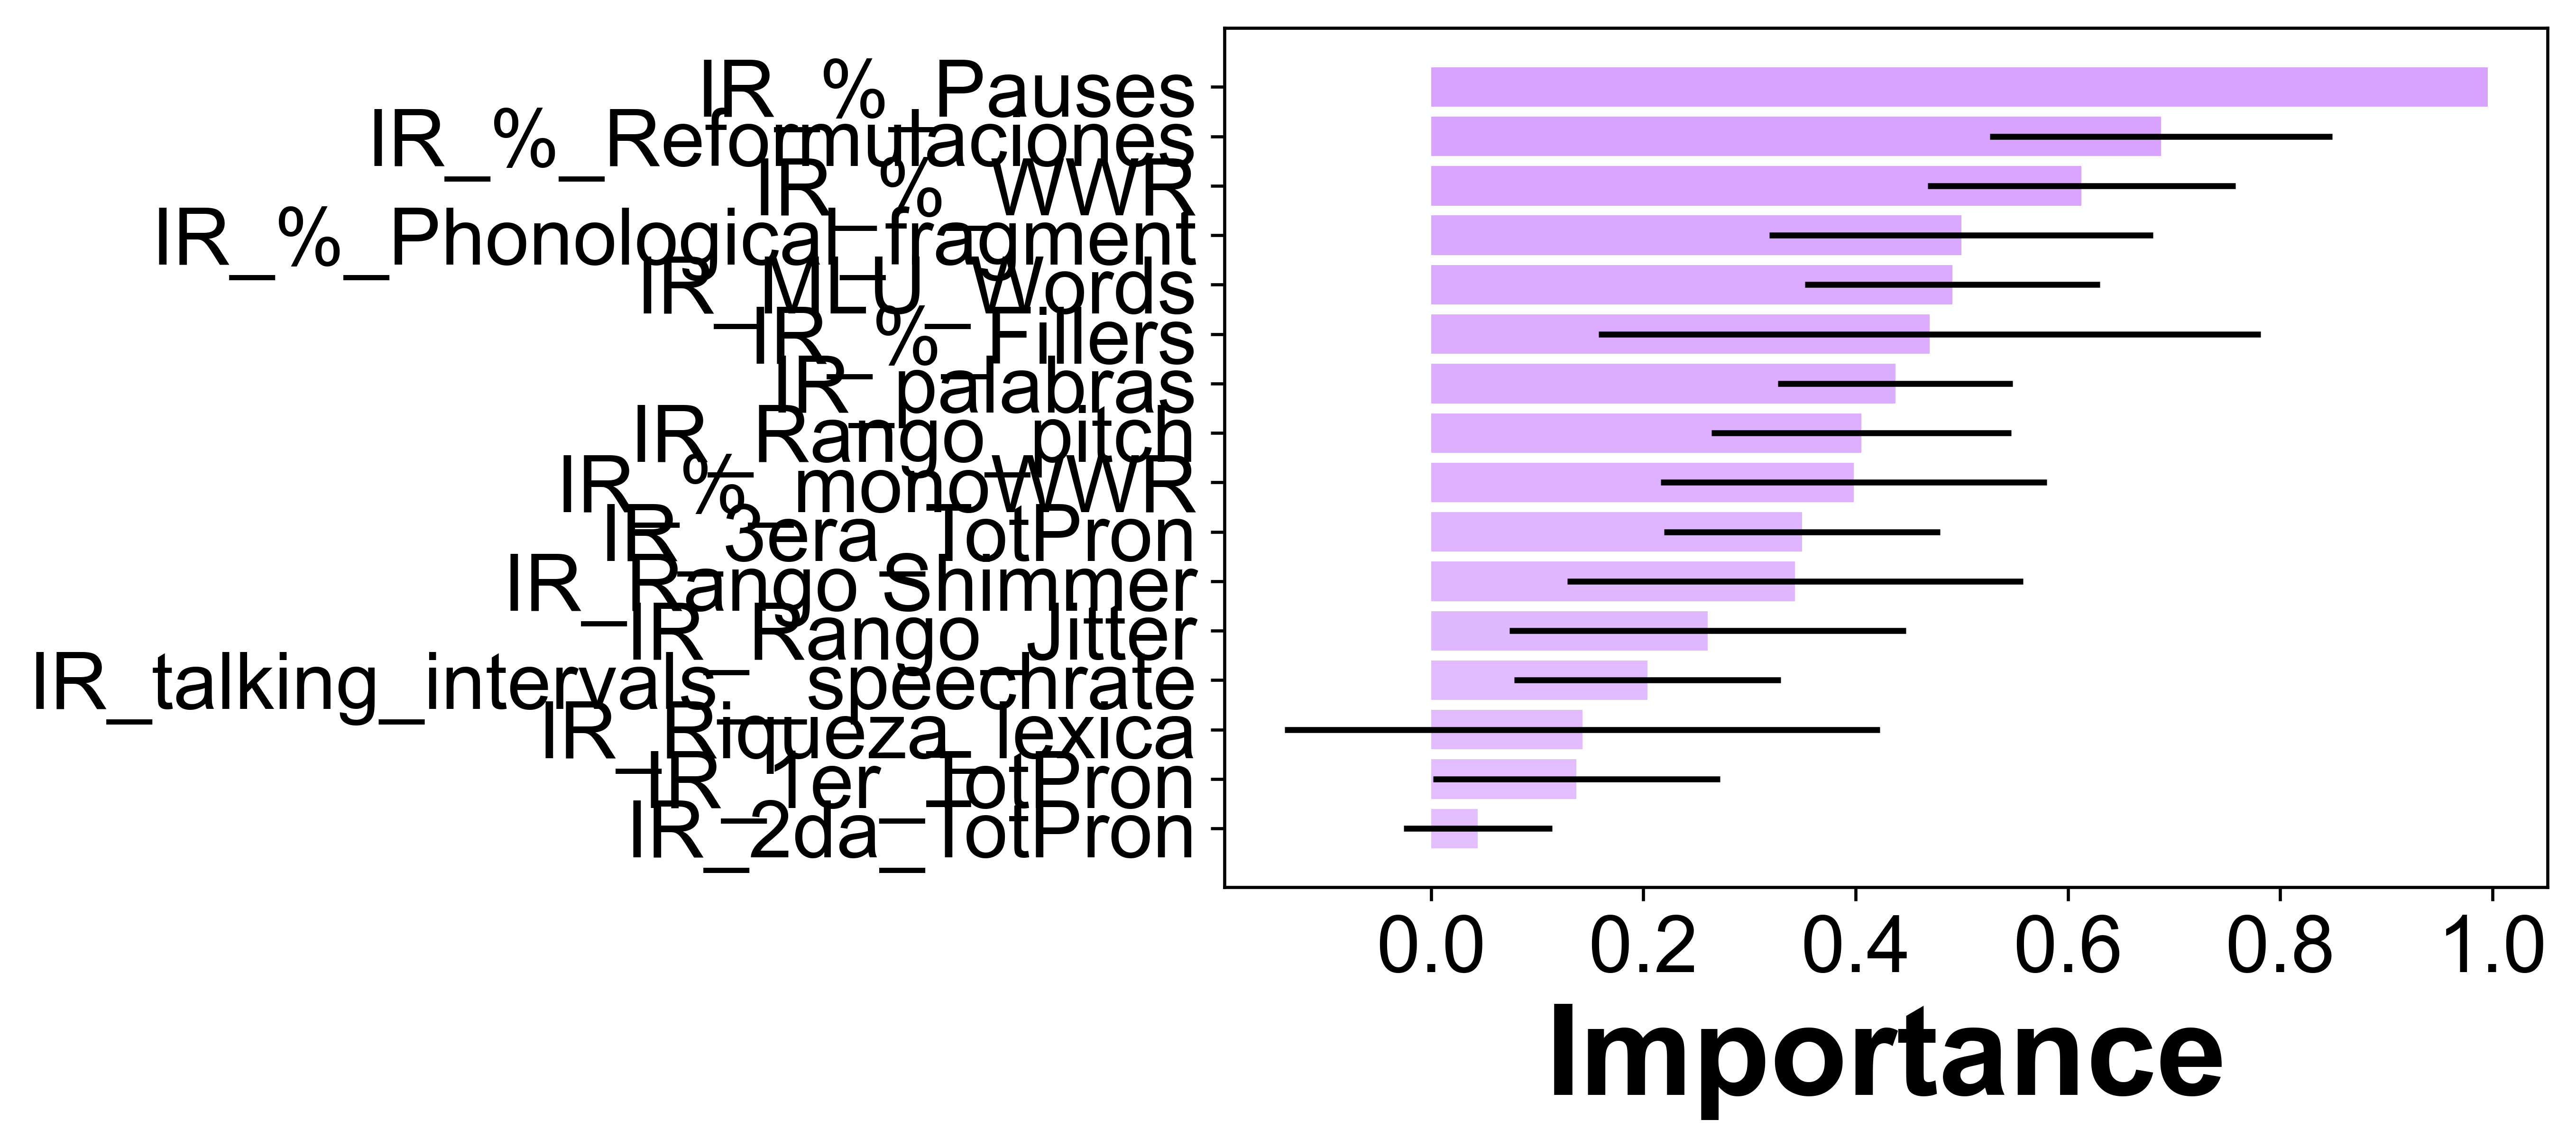 IR_%_Pauses
IR_%_Reformulaciones
IR_%_WWR
IR_%_Phonological_fragment
IR_MLU_Words
IR_%_Fillers
IR_palabras
IR_Rango_pitch
IR_%_monoWWR
IR_3era_TotPron
IR_Rango Shimmer
IR_Rango_Jitter
IR_talking_intervals__speechrate
IR_Riqueza_lexica
IR_1er_TotPron
IR_2da_TotPron
0.0 0.2 0.4 0.6 0.8 1.0
Importance